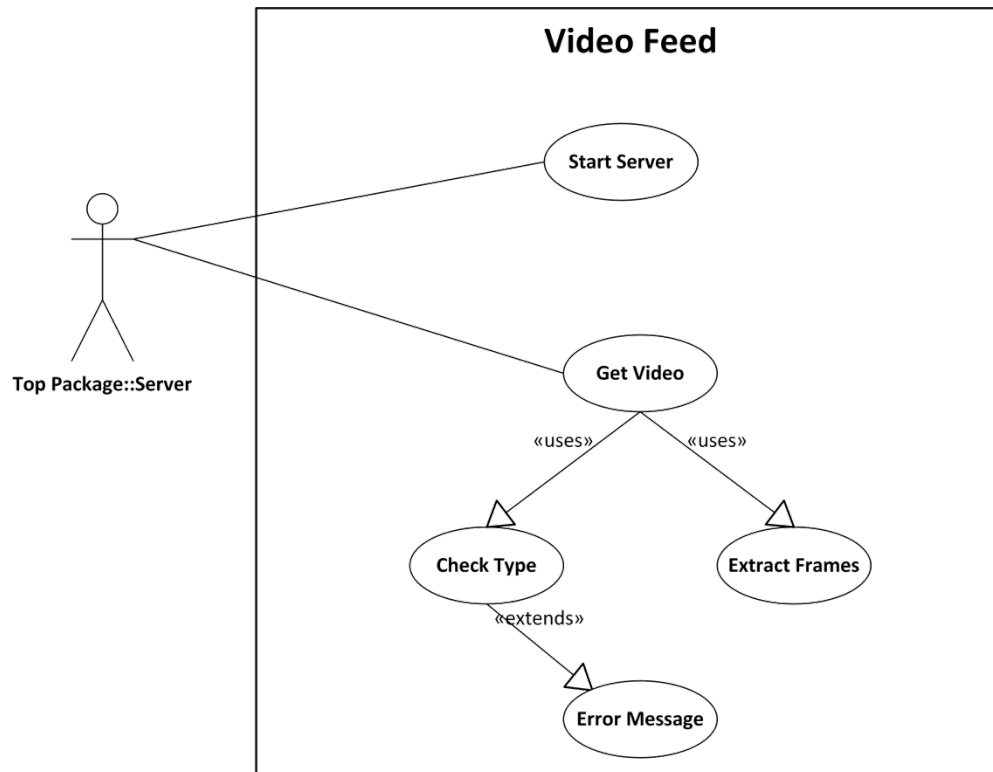 Video Feed
Start Server
Top Package::Server
Get Video
«uses»
«uses»
Check Type
Extract Frames
«extends»
Error Message